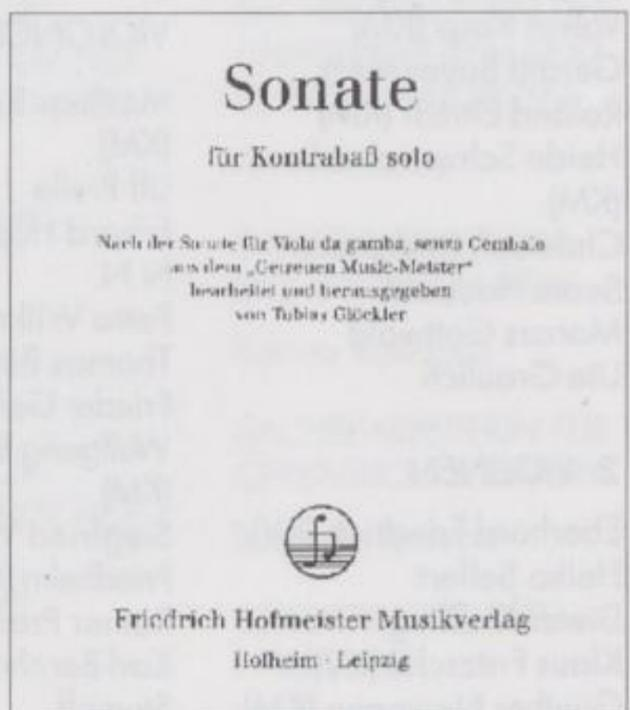 Sonate
für Kontrabaß solo
Nach der Sonate für Viola da gamba, senza Cembalo
aus dem „Getreuen Music-Meister“
bearbeitet und herausgegeben
von Tobias Glöckler
Friedrich Hofmeister Musikverlag
Hofheim · Leipzig